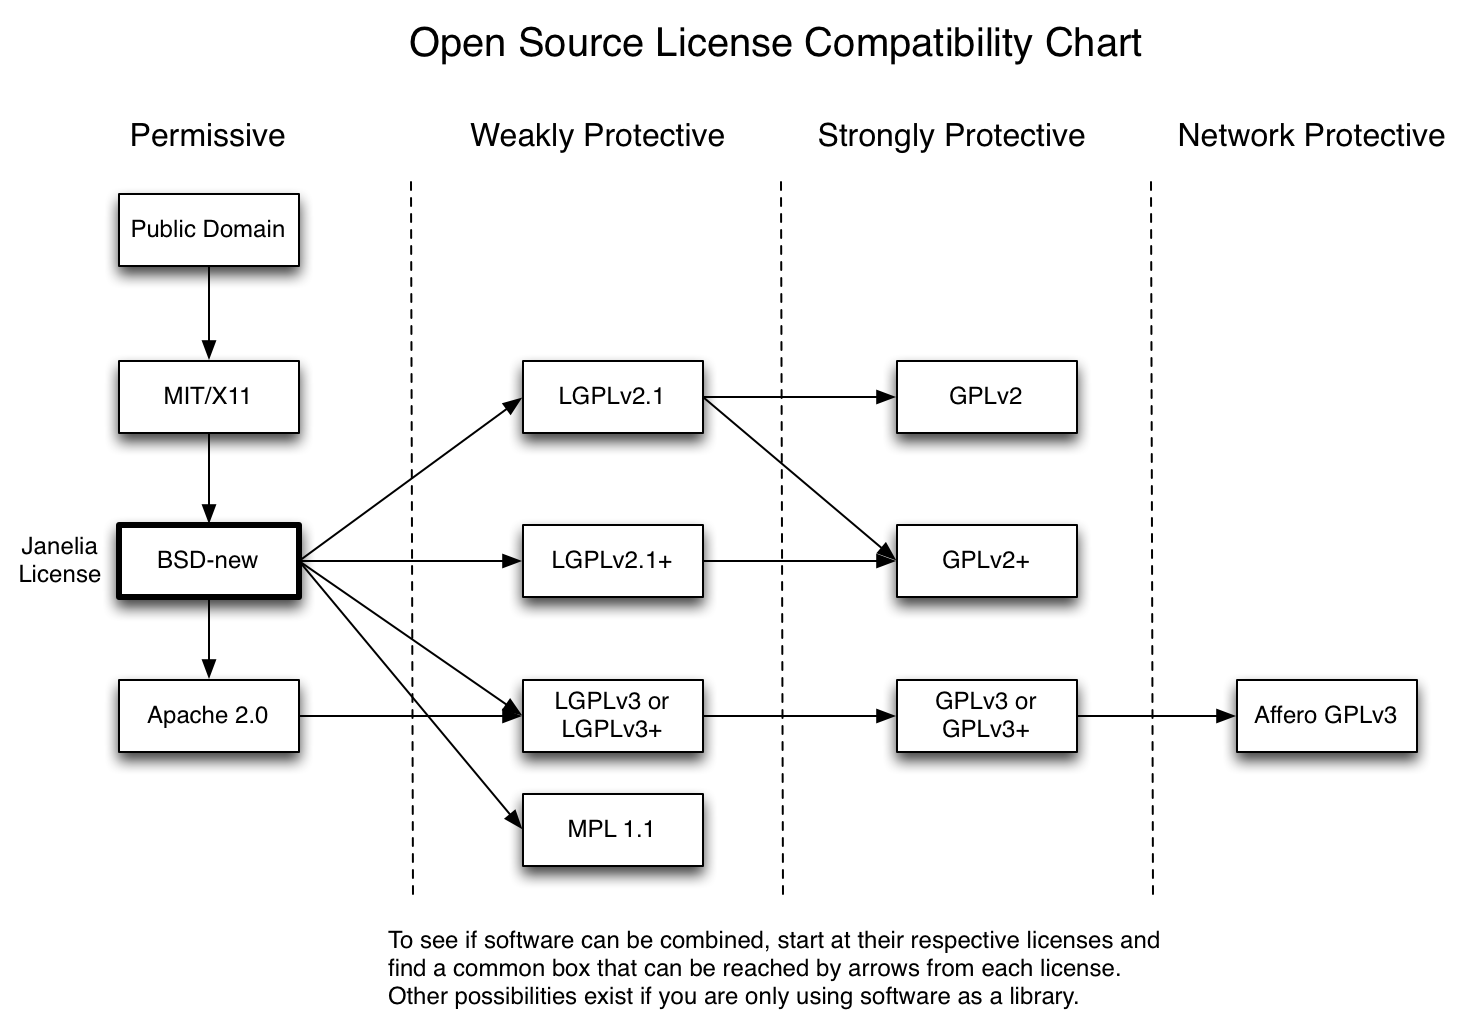 Open Source License Compatibility Chart
Permissive
Weakly Protective
Strongly Protective
Network Protective
Public Domain
MIT/X11
LGPLv2.1
GPLv2
Janelia
License
BSD-new
LGPLv2.1+
GPLv2+
Apache 2.0
LGPLv3 or
LGPLv3+
GPLv3 or
GPLv3+
Affero GPLv3
MPL 1.1
To see if software can be combined, start at their respective licenses and
find a common box that can be reached by arrows from each license.
Other possibilities exist if you are only using software as a library.